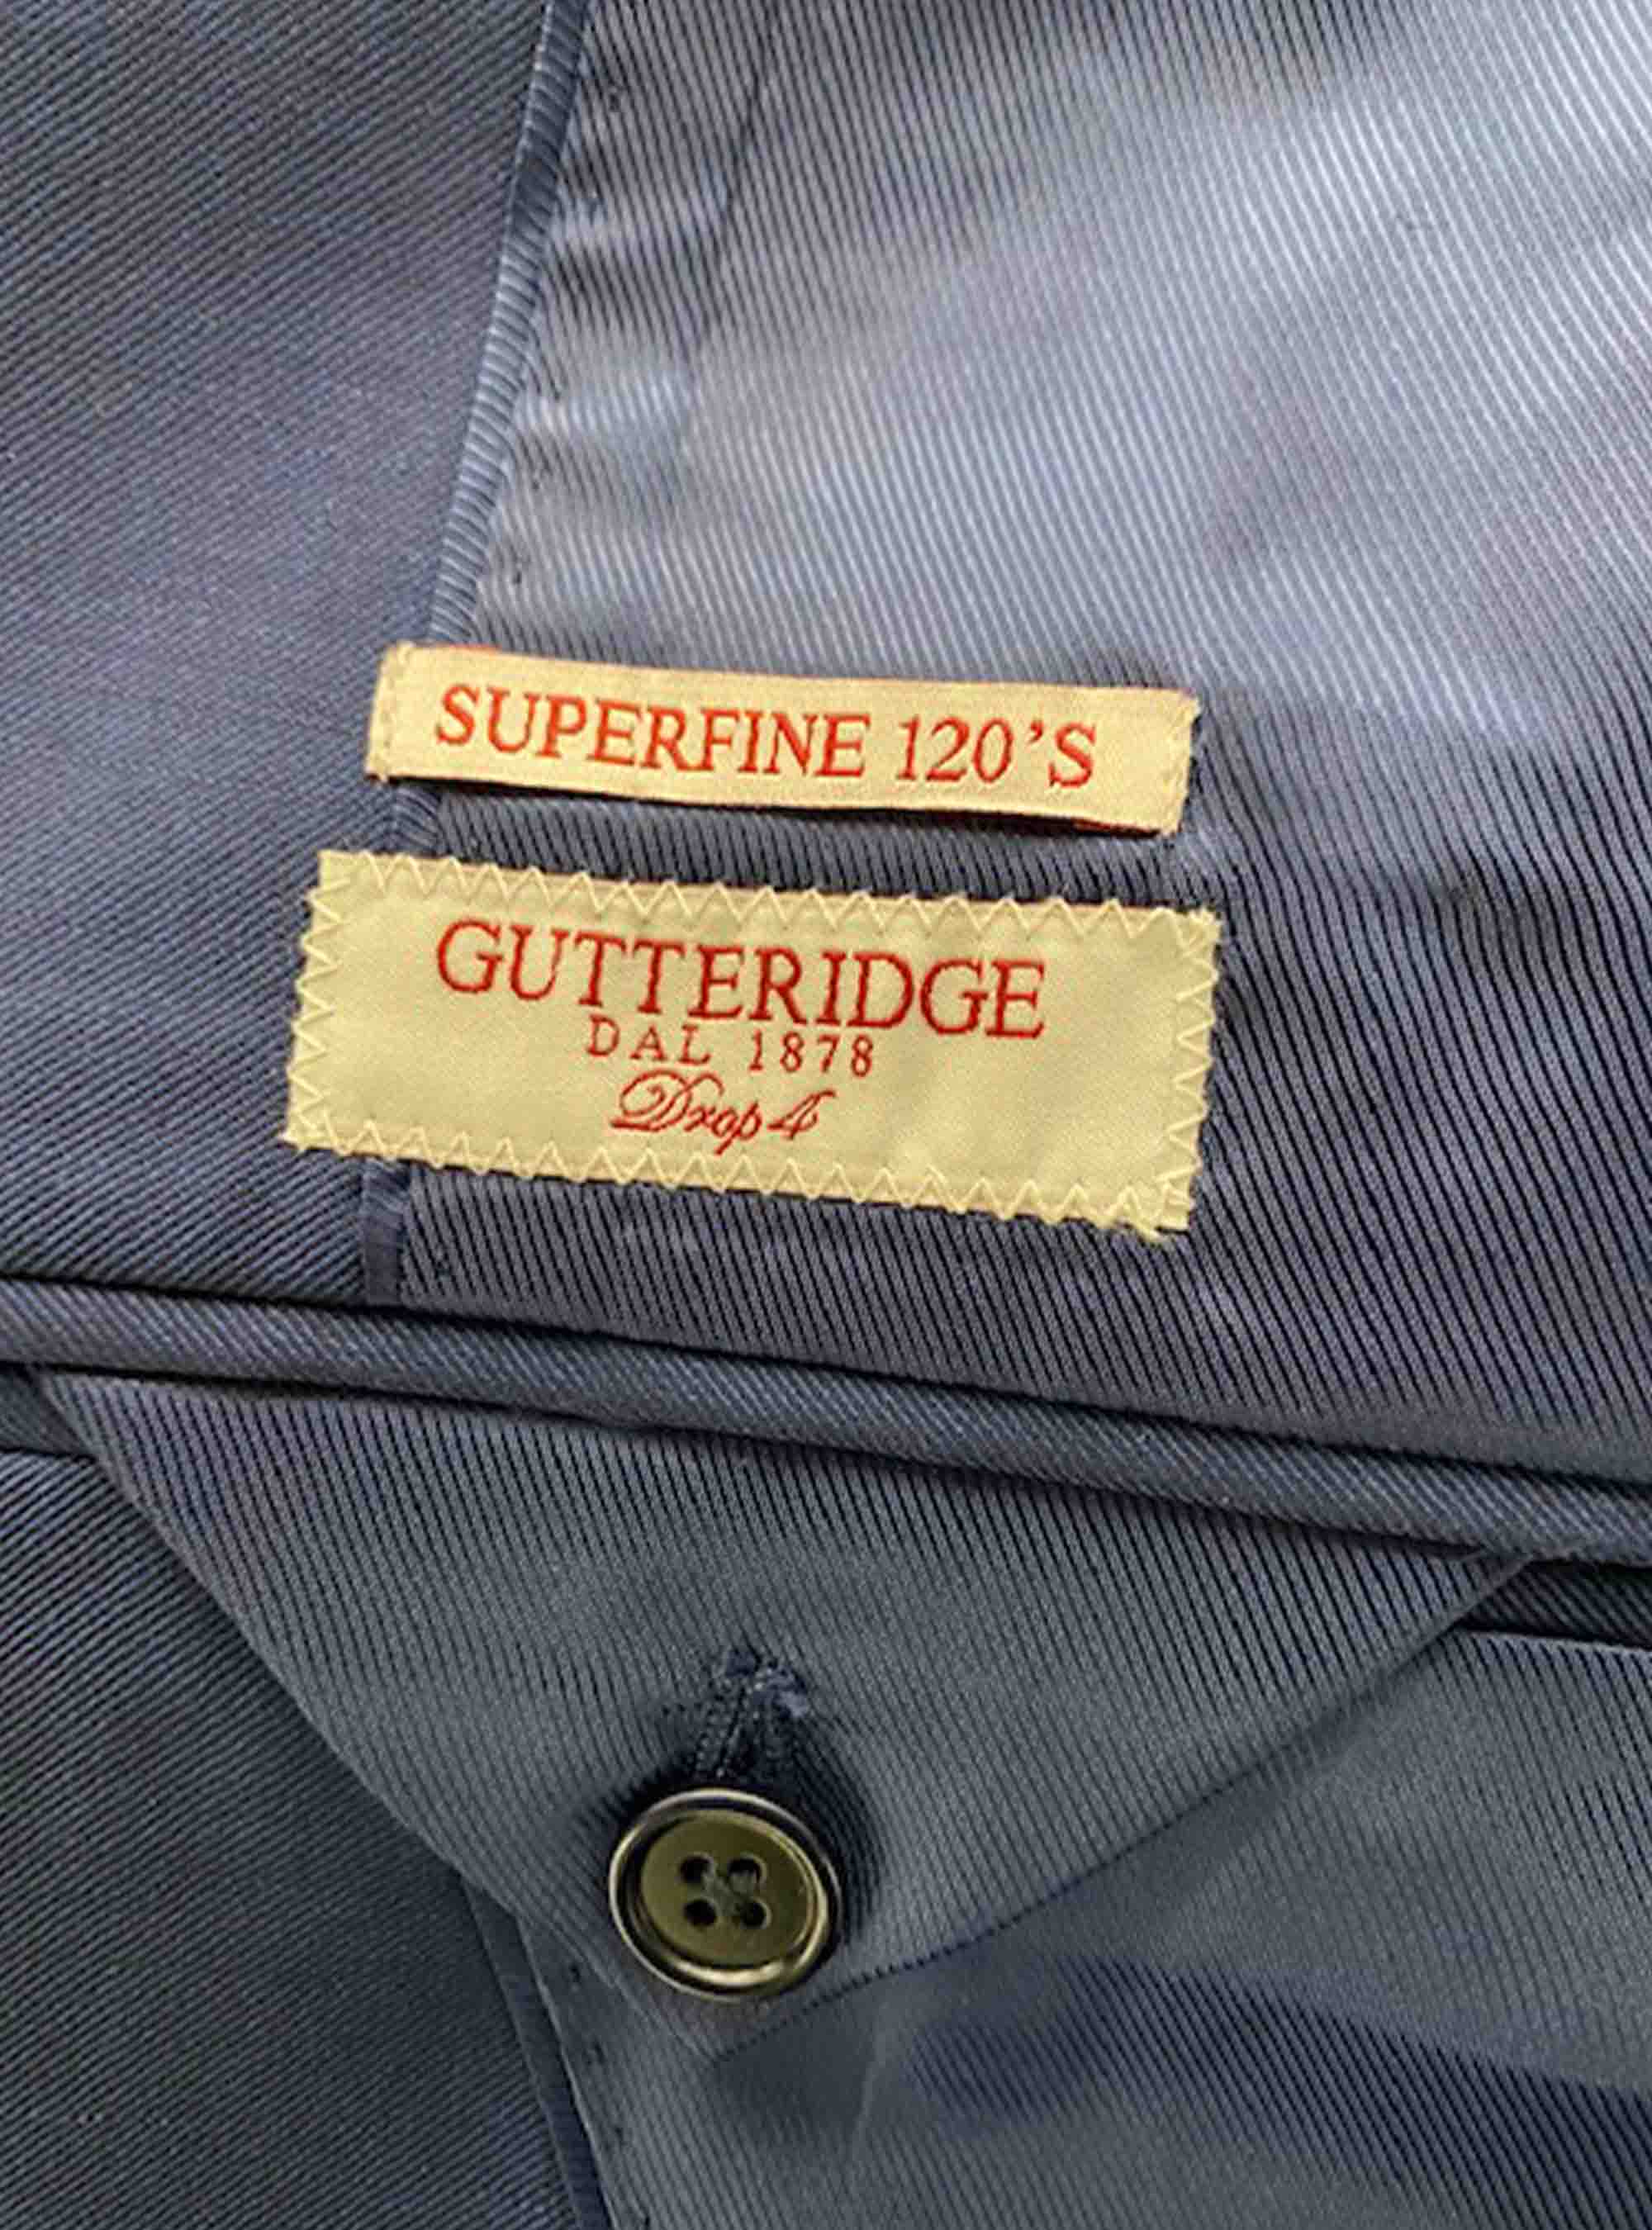 SUPERFINE 120'S
GUTTERIDGE
DAL 1878
Drop 4